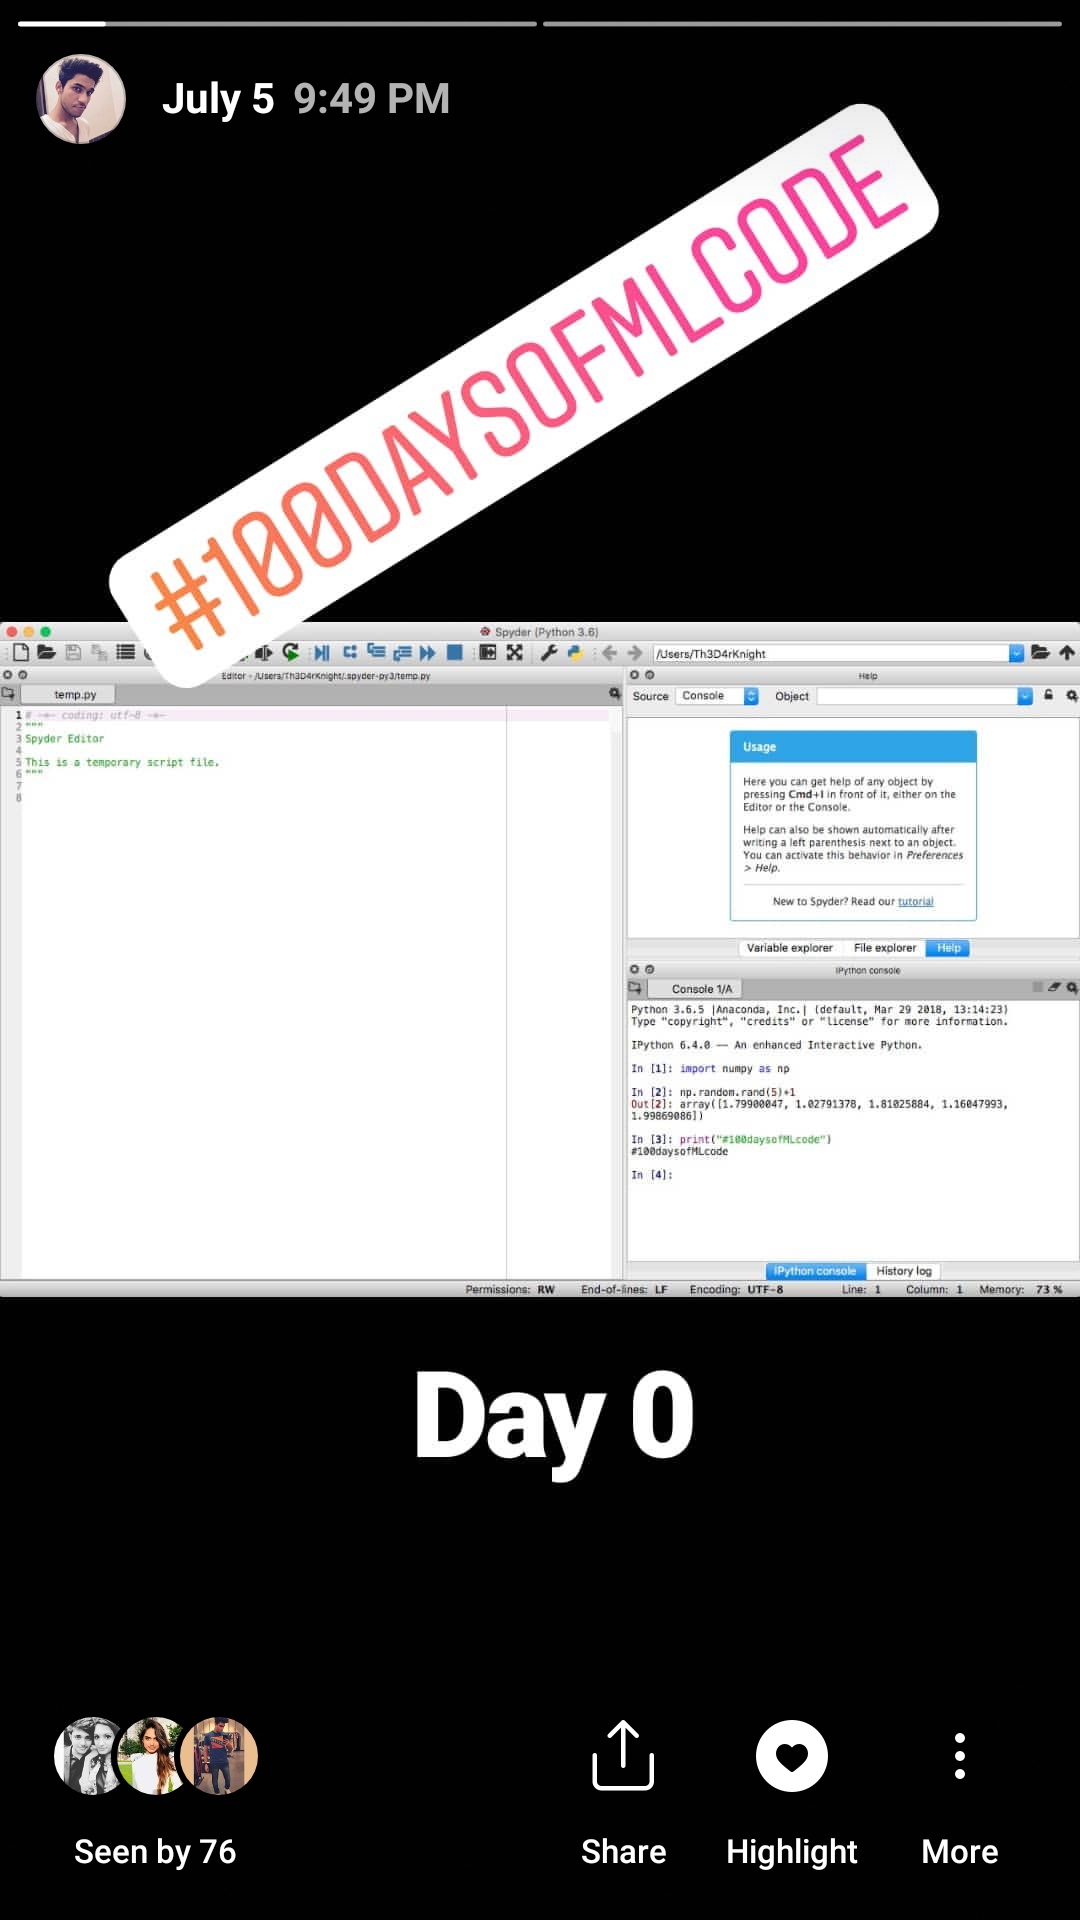 July 5 9:49 PM
#100DAYSOFMLCODE
Spyder (Python 3.6)
/Users/Th3D4rKnight
Editor - /Users/Th3D4rKnight/.spyder-py3/temp.py
temp.py
1 # -*- coding: utf-8 -*-
2 """
3 Spyder Editor
4
5 This is a temporary script file.
6 """
7
8
Help
Source Console Object
Usage
Here you can get help of any object by
pressing Cmd+I in front of it, either on the
Editor or the Console.
Help can also be shown automatically after
writing a left parenthesis next to an object.
You can activate this behavior in Preferences
> Help.
New to Spyder? Read our tutorial
Variable explorer File explorer Help
IPython console
Console 1/A
Python 3.6.5 |Anaconda, Inc.| (default, Mar 29 2018, 13:14:23)
Type "copyright", "credits" or "license" for more information.
IPython 6.4.0 -- An enhanced Interactive Python.
In [1]: import numpy as np
In [2]: np.random.rand(5)+1
Out[2]: array([1.79900047, 1.02791378, 1.81025884, 1.16047993,
1.99869086])
In [3]: print("#100daysofMLcode")
#100daysofMLcode
In [4]:
IPython console History log
Permissions: RW End-of-lines: LF Encoding: UTF-8 Line: 1 Column: 1 Memory: 73 %
Day 0
Seen by 76
Share Highlight More